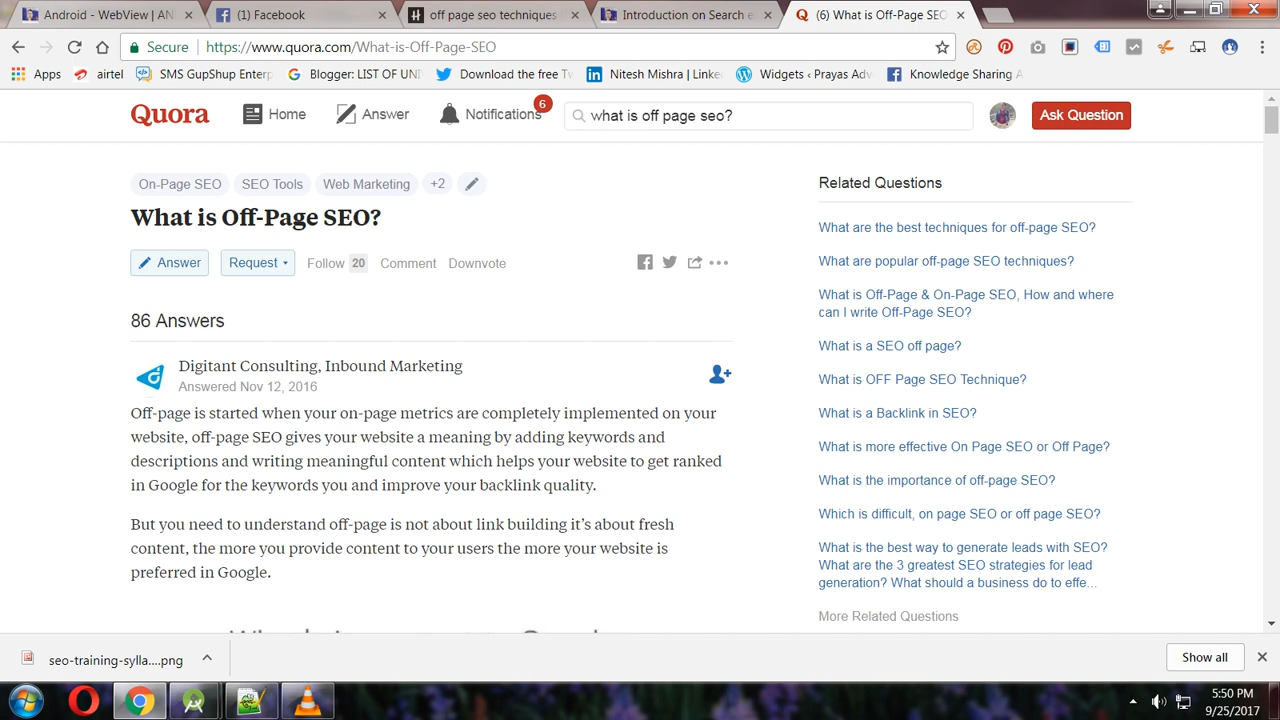 Android - WebView | AN
(1) Facebook
off page seo technique
Introduction on Search e
(6) What is Off-Page SEO
Secure
https://www.quora.com/What-is-Off-Page-SEO
Apps
airtel
SMS GupShup Enterp
Blogger: LIST OF UNI
Download the free Tw
Nitesh Mishra | Linke
Widgets ‹ Prayas Adv
Knowledge Sharing A
Quora
Home
Answer
Notifications
6
what is off page seo?
Ask Question
On-Page SEO
SEO Tools
Web Marketing
+2
What is Off-Page SEO?
Answer
Request
Follow 20
Comment
Downvote
86 Answers
Digitant Consulting, Inbound Marketing
Answered Nov 12, 2016
Off-page is started when your on-page metrics are completely implemented on your
website, off-page SEO gives your website a meaning by adding keywords and
descriptions and writing meaningful content which helps your website to get ranked
in Google for the keywords you and improve your backlink quality.
But you need to understand off-page is not about link building it's about fresh
content, the more you provide content to your users the more your website is
preferred in Google.
Related Questions
What are the best techniques for off-page SEO?
What are popular off-page SEO techniques?
What is Off-Page & On-Page SEO, How and where
can I write Off-Page SEO?
What is a SEO off page?
What is OFF Page SEO Technique?
What is a Backlink in SEO?
What is more effective On Page SEO or Off Page?
What is the importance of off-page SEO?
Which is difficult, on page SEO or off page SEO?
What is the best way to generate leads with SEO?
What are the 3 greatest SEO strategies for lead
generation? What should a business do to effe...
More Related Questions
seo-training-sylla....png
Show all
5:50 PM
9/25/2017